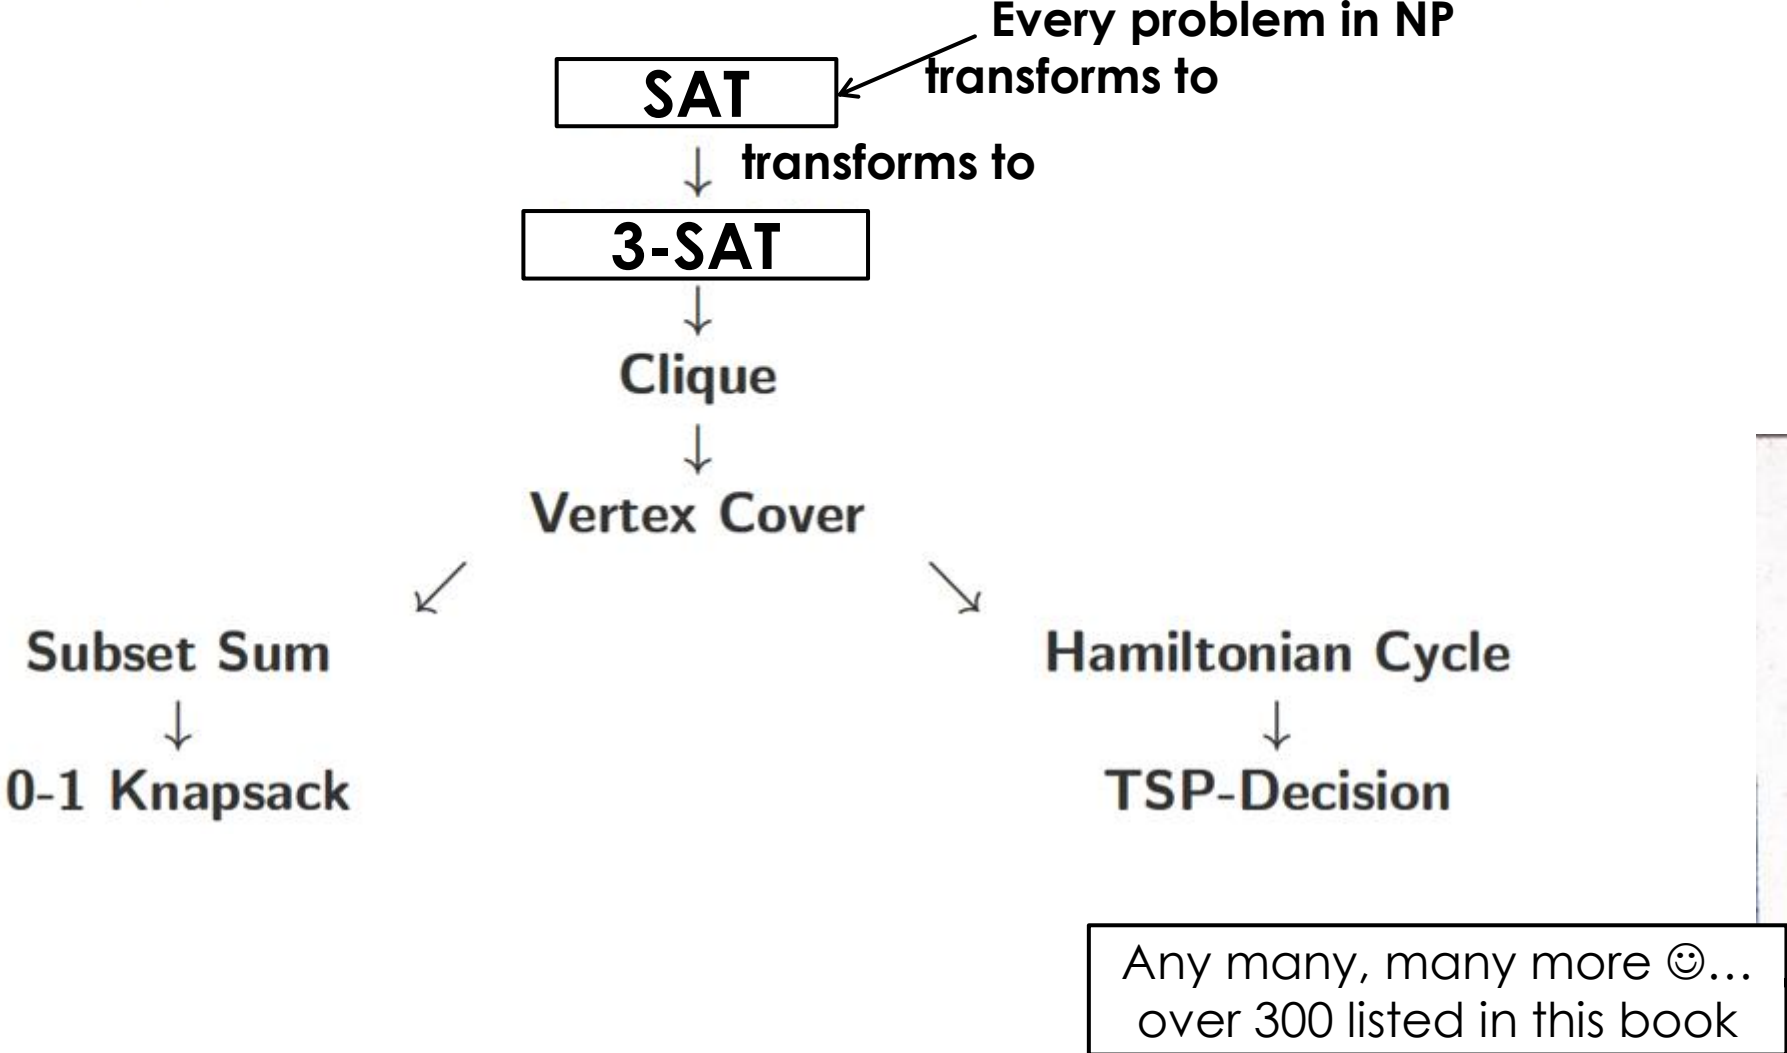 Every problem in NP
transforms to
SAT
↓ transforms to
3-SAT
↓
Clique
↓
Vertex Cover
↙ ↘
Subset Sum Hamiltonian Cycle
↓ ↓
0-1 Knapsack TSP-Decision
Any many, many more ☺…
over 300 listed in this book